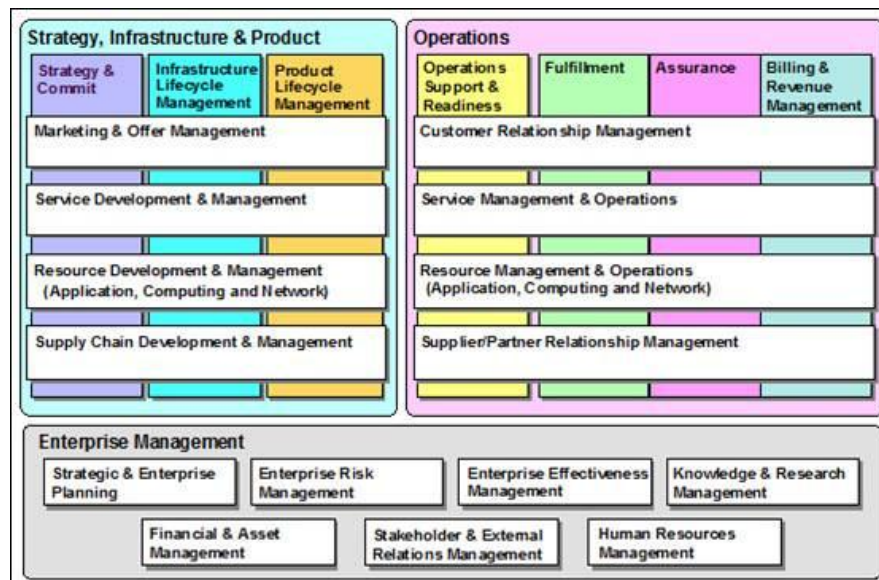 Strategy, Infrastructure & Product
Strategy &
Commit
Infrastructure
Lifecycle
Management
Product
Lifecycle
Management
Marketing & Offer Management
Service Development & Management
Resource Development & Management
(Application, Computing and Network)
Supply Chain Development & Management
Operations
Operations
Support &
Readiness
Fulfillment
Assurance
Billing &
Revenue
Management
Customer Relationship Management
Service Management & Operations
Resource Management & Operations
(Application, Computing and Network)
Supplier/Partner Relationship Management
Enterprise Management
Strategic & Enterprise
Planning
Enterprise Risk
Management
Enterprise Effectiveness
Management
Knowledge & Research
Management
Financial & Asset
Management
Stakeholder & External
Relations Management
Human Resources
Management